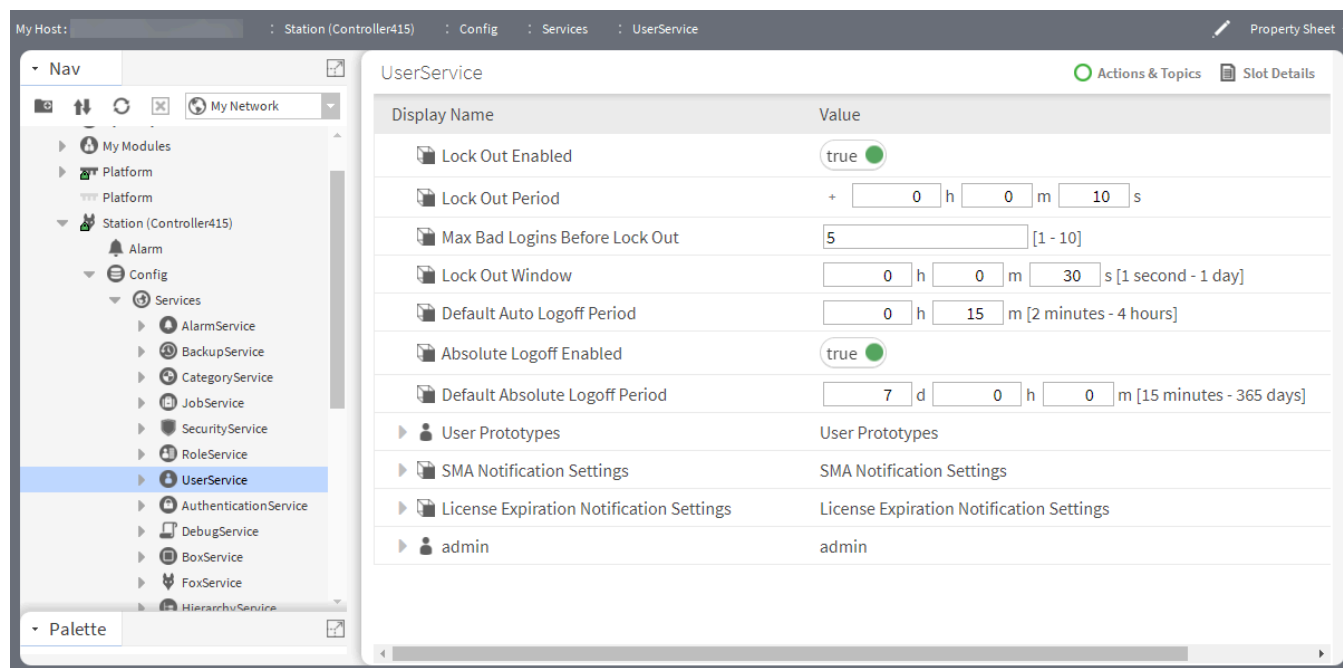 My Host : : Station (Controller415) : Config : Services : UserService Property Sheet
Nav
My Network
My Modules
Platform
Platform
Station (Controller415)
Alarm
Config
Services
AlarmService
BackupService
CategoryService
JobService
SecurityService
RoleService
UserService
AuthenticationService
DebugService
BoxService
FoxService
HierarchyService
Palette
UserService Actions & Topics Slot Details
Display Name Value
Lock Out Enabled true
Lock Out Period + 0 h 0 m 10 s
Max Bad Logins Before Lock Out 5 [1 - 10]
Lock Out Window 0 h 0 m 30 s [1 second - 1 day]
Default Auto Logoff Period 0 h 15 m [2 minutes - 4 hours]
Absolute Logoff Enabled true
Default Absolute Logoff Period 7 d 0 h 0 m [15 minutes - 365 days]
User Prototypes User Prototypes
SMA Notification Settings SMA Notification Settings
License Expiration Notification Settings License Expiration Notification Settings
admin admin